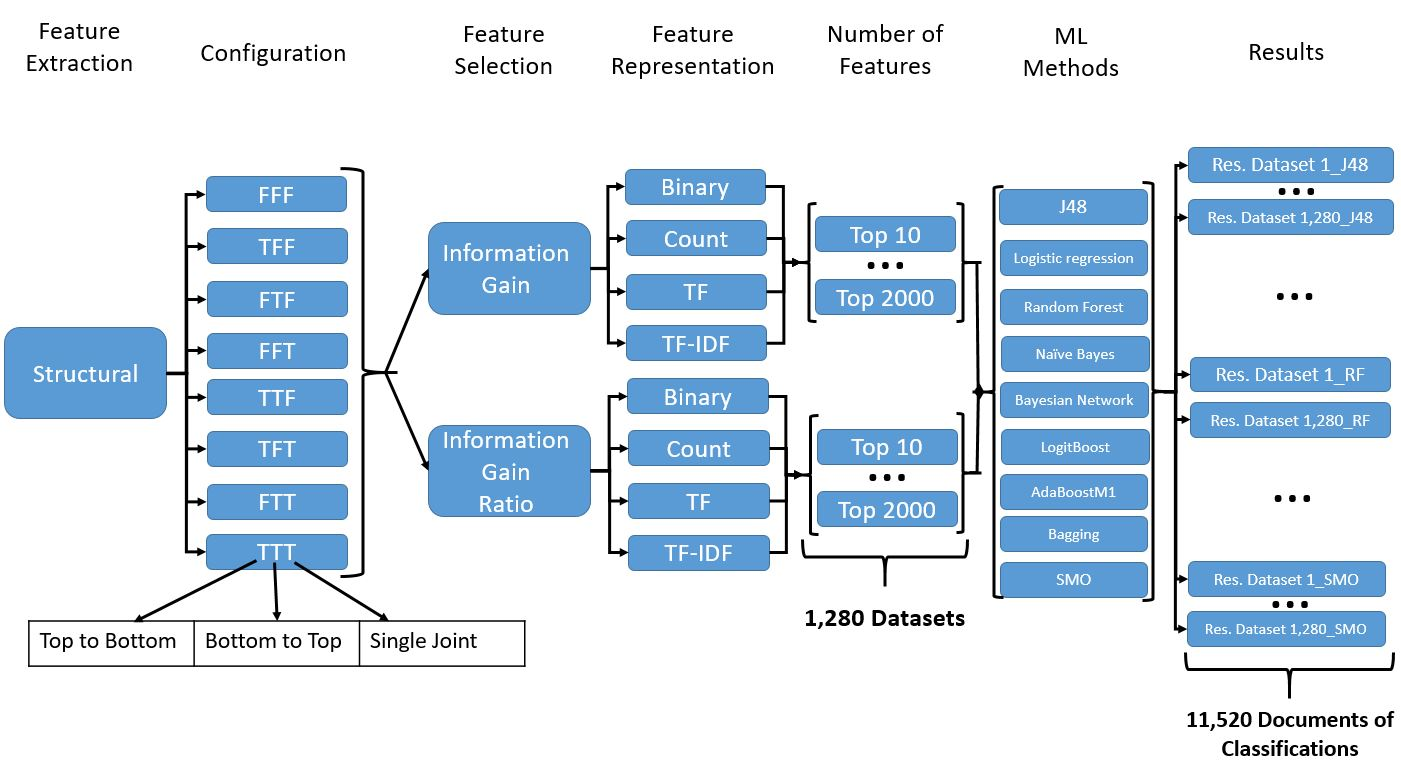 Feature
Extraction
Configuration
Feature
Selection
Feature
Representation
Number of
Features
ML
Methods
Results
Structural
FFF
TFF
FTF
FFT
TTF
TFT
FTT
TTT
Top to Bottom
Bottom to Top
Single Joint
Information
Gain
Information
Gain
Ratio
Binary
Count
TF
TF-IDF
Binary
Count
TF
TF-IDF
Top 10
...
Top 2000
Top 10
...
Top 2000
1,280 Datasets
J48
Logistic regression
Random Forest
Naïve Bayes
Bayesian Network
LogitBoost
AdaBoostM1
Bagging
SMO
Res. Dataset 1_J48
...
Res. Dataset 1,280_J48
...
Res. Dataset 1_RF
Res. Dataset 1,280_RF
...
Res. Dataset 1_SMO
...
Res. Dataset 1,280_SMO
11,520 Documents of
Classifications